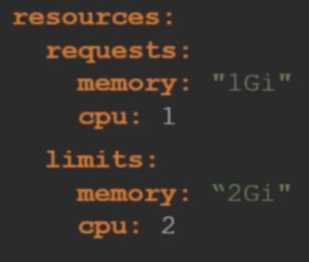 resources:
requests:
memory: "1Gi"
cpu: 1
limits:
memory: “2Gi"
cpu: 2